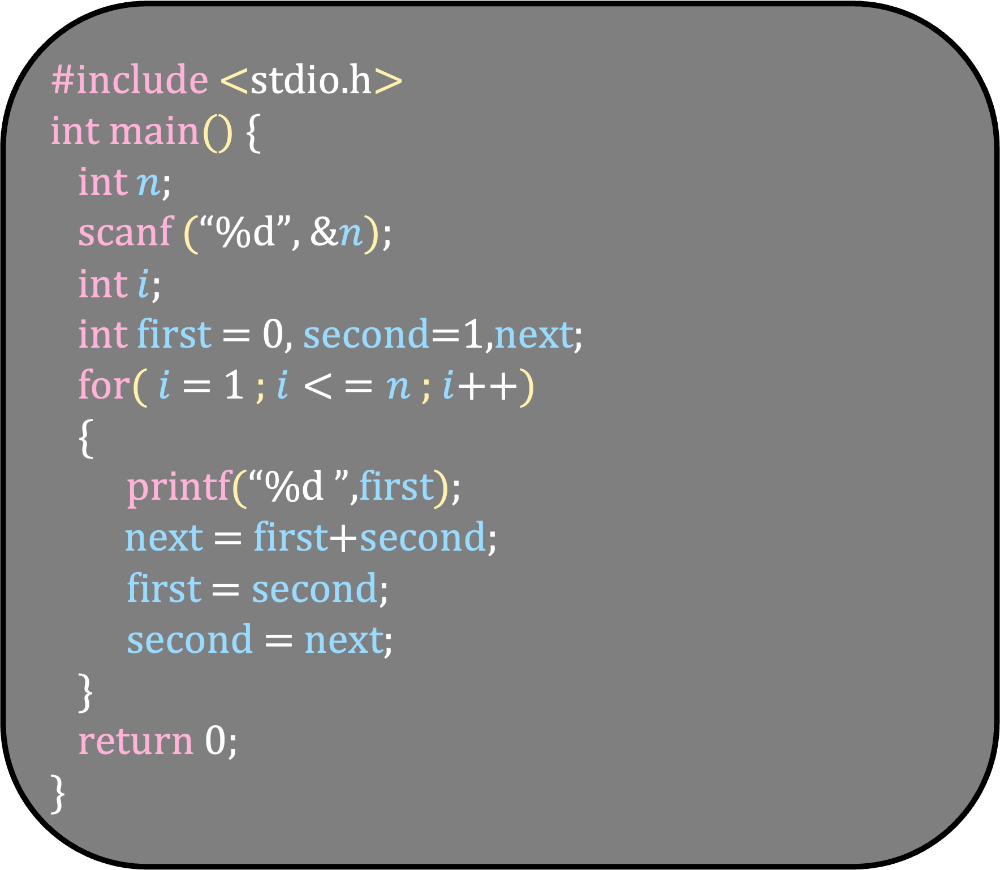 #include <stdio.h>
int main() {
int n;
scanf (“%d”, &n);
int i;
int first = 0, second=1,next;
for( i = 1 ; i < = n ; i++)
{
printf(“%d ”,first);
next = first+second;
first = second;
second = next;
}
return 0;
}